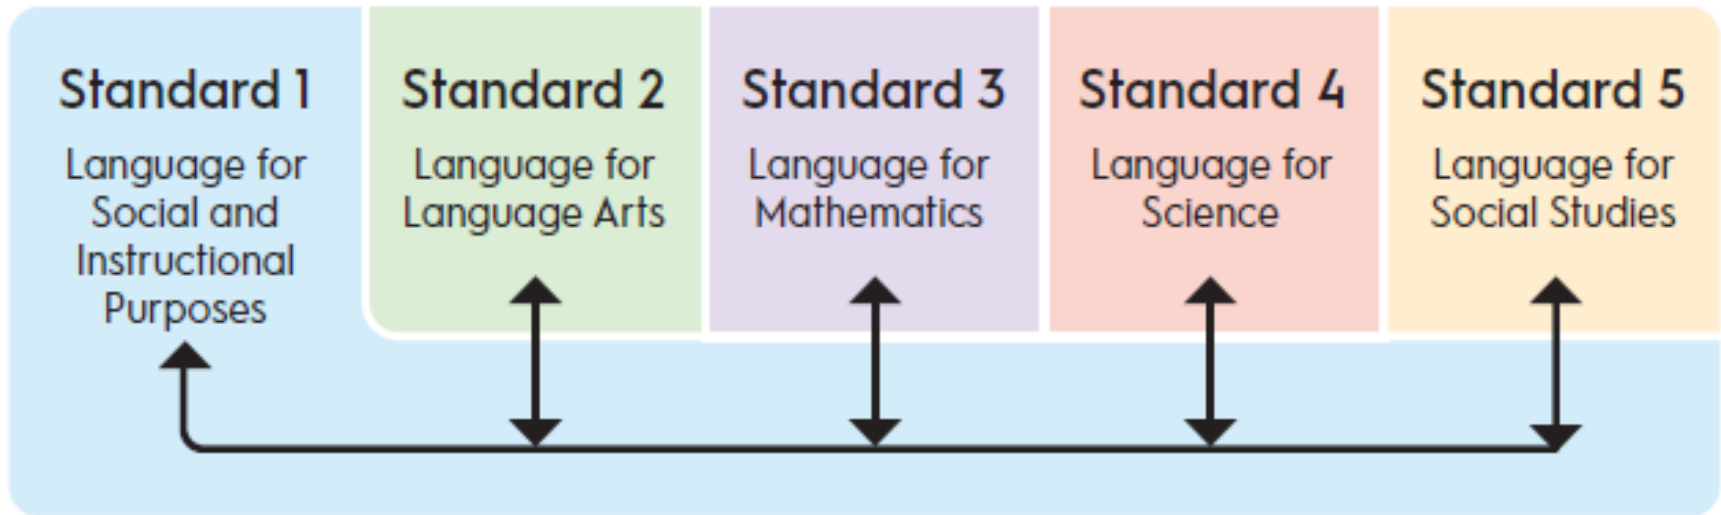 Standard 1
Language for
Social and
Instructional
Purposes
Standard 2
Language for
Language Arts
Standard 3
Language for
Mathematics
Standard 4
Language for
Science
Standard 5
Language for
Social Studies